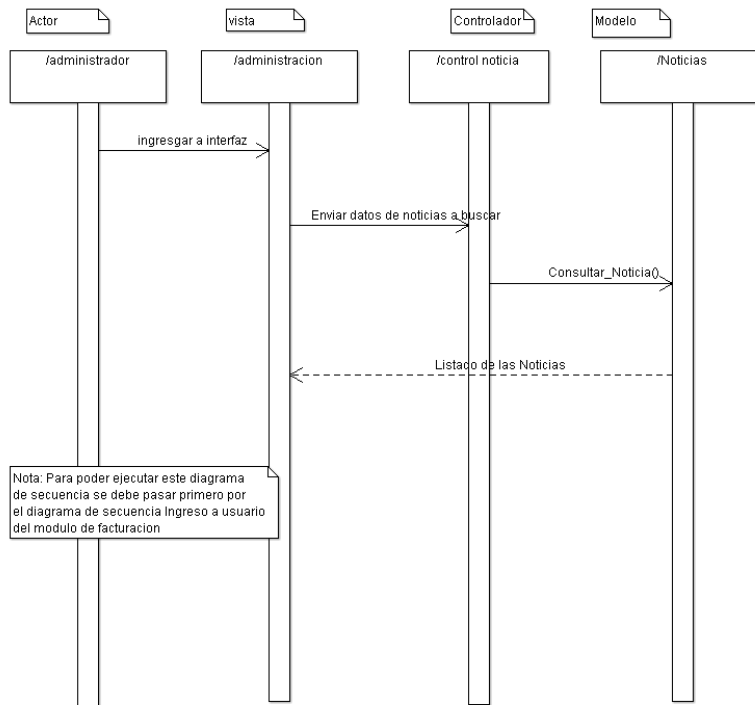 Actor
vista
Controlador
Modelo
/administrador
/administracion
/control noticia
/Noticias
ingresgar a interfaz
Enviar datos de noticias a buscar
Consultar_Noticia()
Listado de las Noticias
Nota: Para poder ejecutar este diagrama
de secuencia se debe pasar primero por
el diagrama de secuencia Ingreso a usuario
del modulo de facturacion